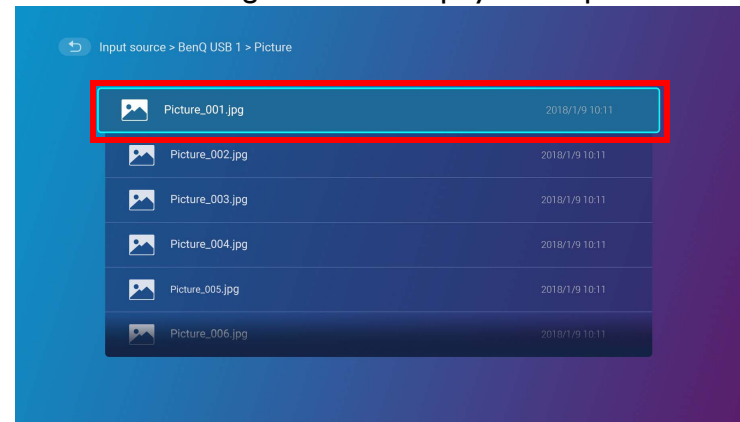 Input source > BenQ USB 1 > Picture
Picture_001.jpg 2018/1/9 10:11
Picture_002.jpg 2018/1/9 10:11
Picture_003.jpg 2018/1/9 10:11
Picture_004.jpg 2018/1/9 10:11
Picture_005.jpg 2018/1/9 10:11
Picture_006.jpg 2018/1/9 10:11